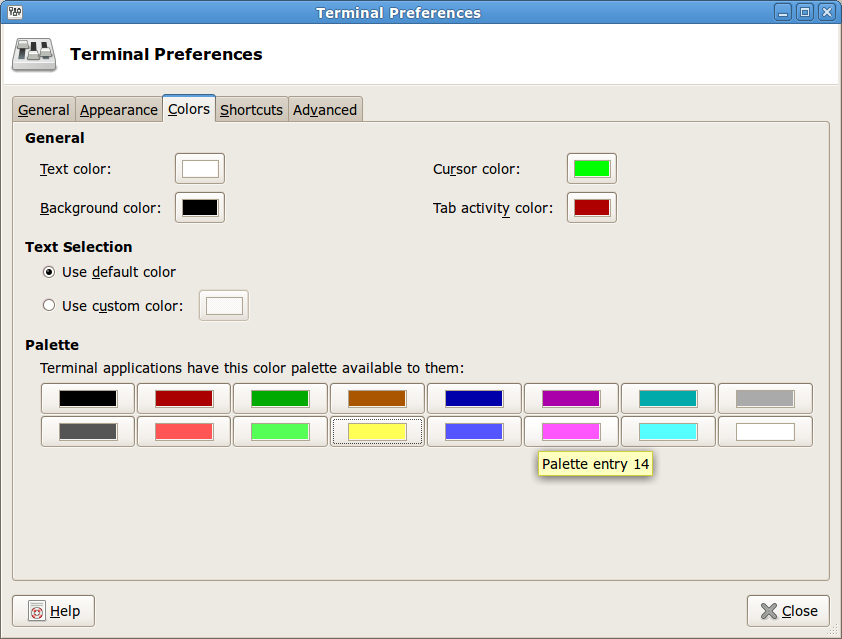 Terminal Preferences
Terminal Preferences
General Appearance Colors Shortcuts Advanced
General
Text color: Cursor color:
Background color: Tab activity color:
Text Selection
Use default color
Use custom color:
Palette
Terminal applications have this color palette available to them:
Palette entry 14
Help Close